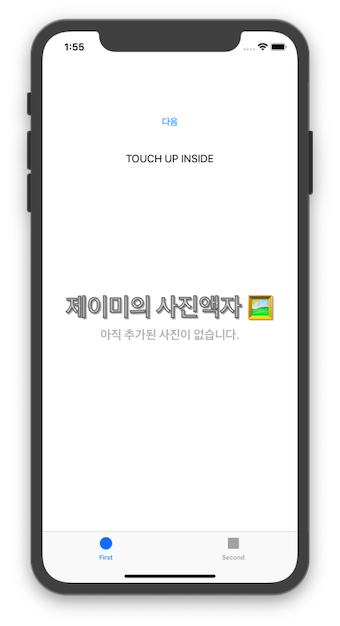 1:55
다음
TOUCH UP INSIDE
제이미의 사진액자 🖼️
아직 추가된 사진이 없습니다.
First
Second